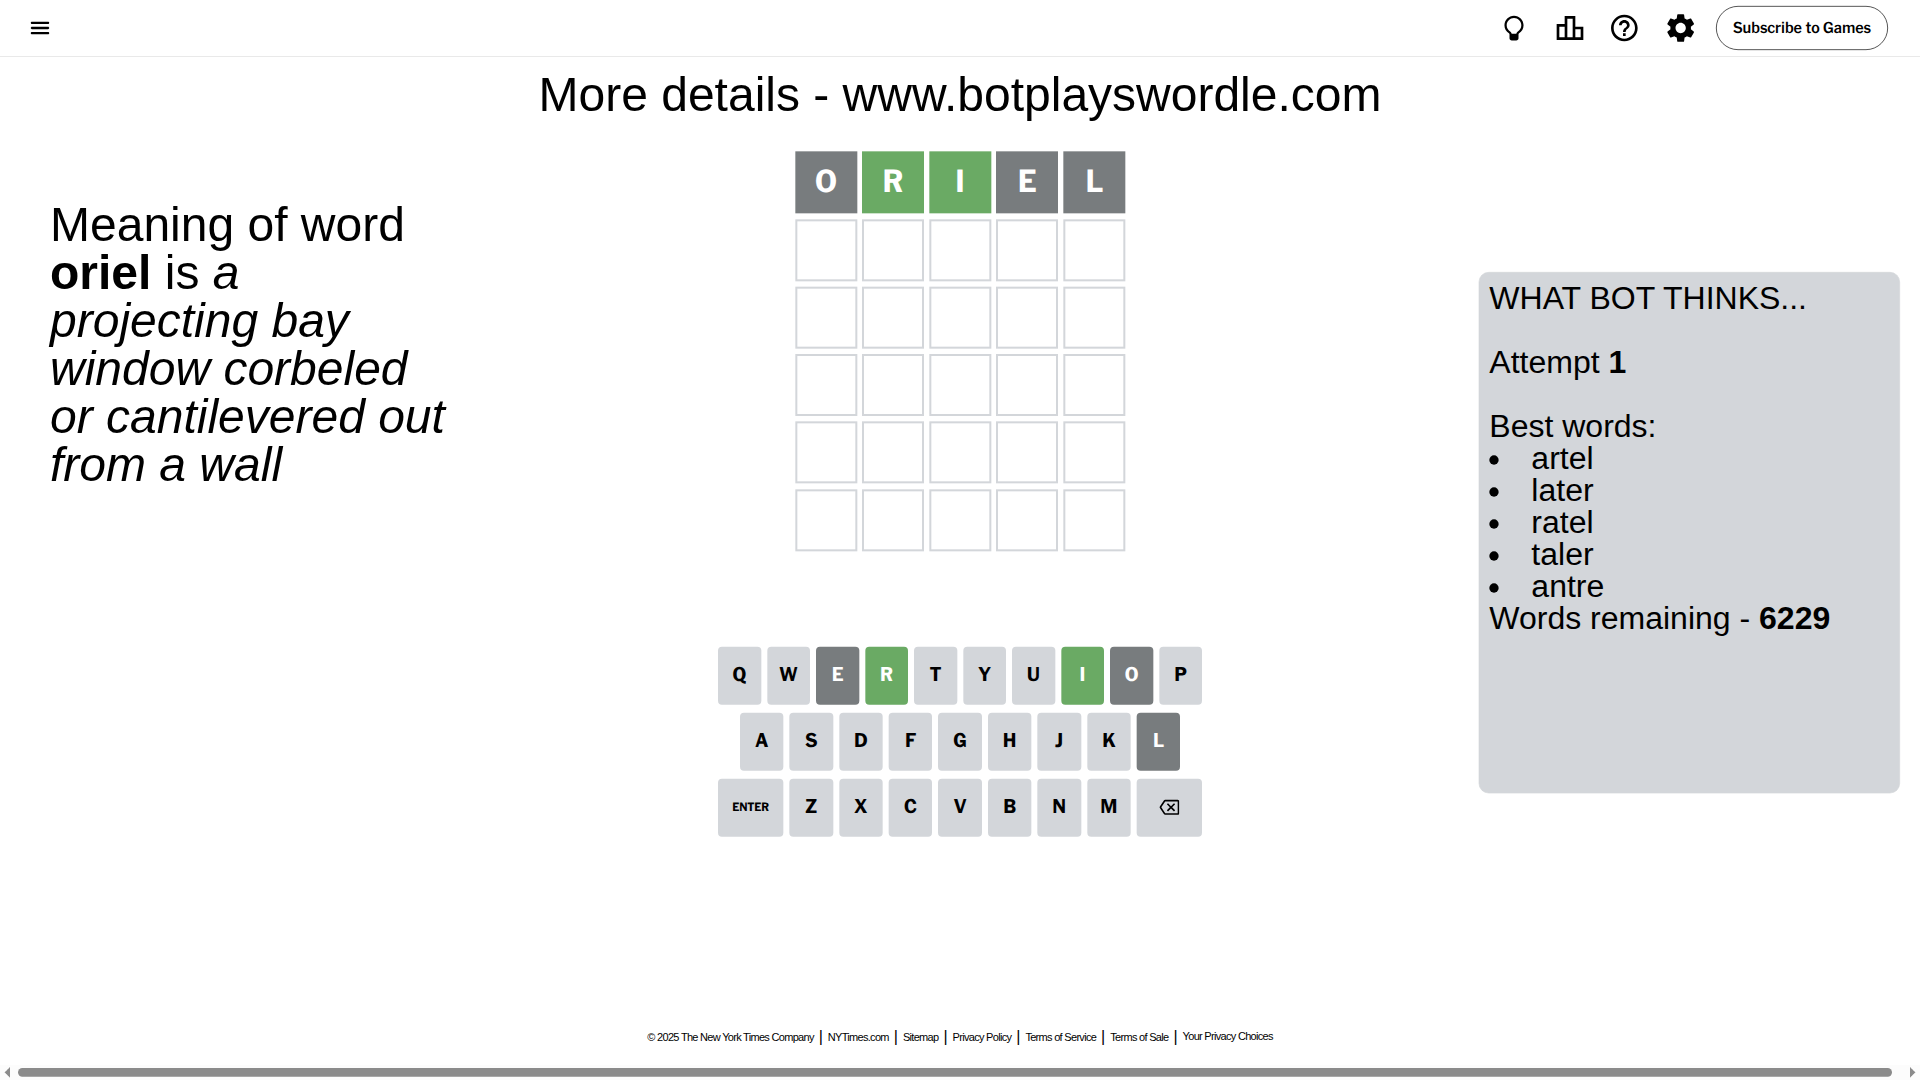 Subscribe to Games
More details - www.botplayswordle.com
O R I E L
Meaning of word
oriel is a
projecting bay
window corbeled
or cantilevered out
from a wall
WHAT BOT THINKS...
Attempt 1
Best words:
• artel
• later
• ratel
• taler
• antre
Words remaining - 6229
Q W E R T Y U I O P
A S D F G H J K L
ENTER Z X C V B N M
© 2025 The New York Times Company | NYTimes.com | Sitemap | Privacy Policy | Terms of Service | Terms of Sale | Your Privacy Choices